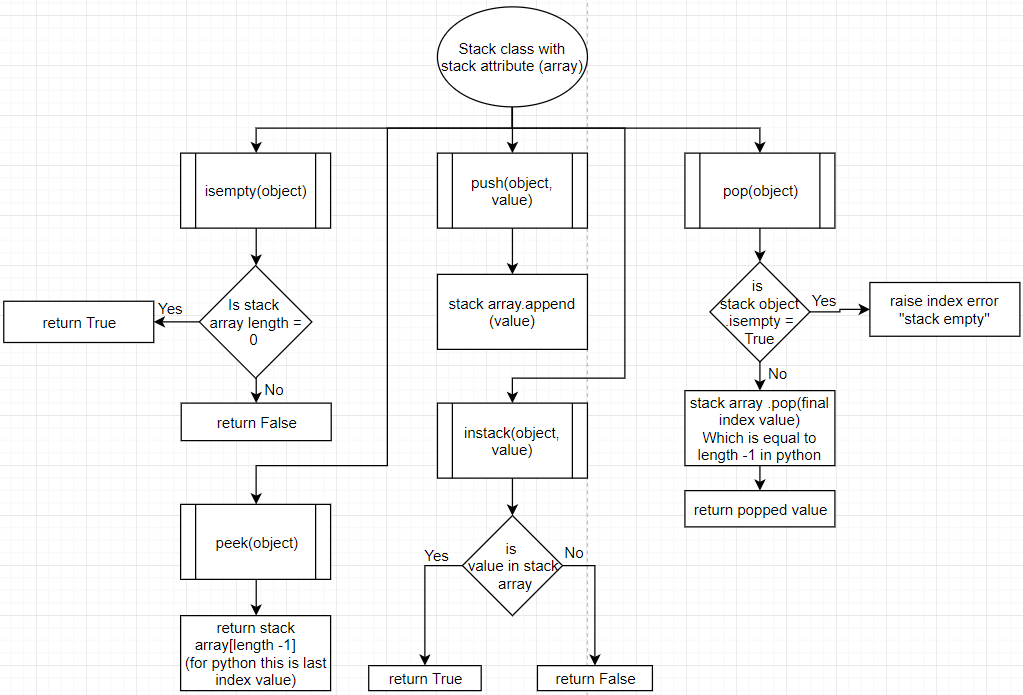 Stack class with
stack attribute (array)
isempty(object)
push(object,
value)
pop(object)
Is stack
array length =
0
Yes
return True
No
return False
stack array.append
(value)
is
stack object
.isempty =
True
Yes
raise index error
"stack empty"
No
stack array .pop(final
index value)
Which is equal to
length -1 in python
return popped value
instack(object,
value)
is
value in stack
array
Yes
No
return True
return False
peek(object)
return stack
array[length -1]
(for python this is last
index value)